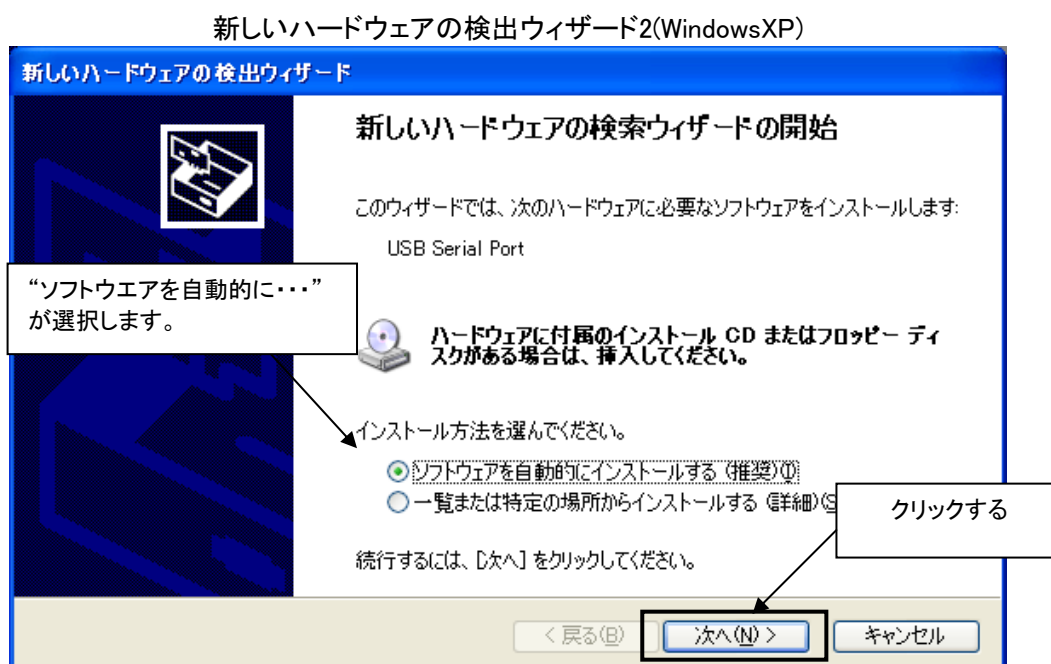 新しいハードウェアの検出ウィザード2(WindowsXP)
新しいハードウェアの検出ウィザード
新しいハードウェアの検索ウィザードの開始
このウィザードでは、次のハードウェアに必要なソフトウェアをインストールします:
USB Serial Port
“ソフトウエアを自動的に・・・”
が選択します。
ハードウェアに付属のインストール CD またはフロッピー ディ
スクがある場合は、挿入してください。
インストール方法を選んでください。
ソフトウェアを自動的にインストールする (推奨)(I)
一覧または特定の場所からインストールする (詳細)(S
クリックする
続行するには、[次へ] をクリックしてください。
< 戻る(B)
次へ(N) >
キャンセル